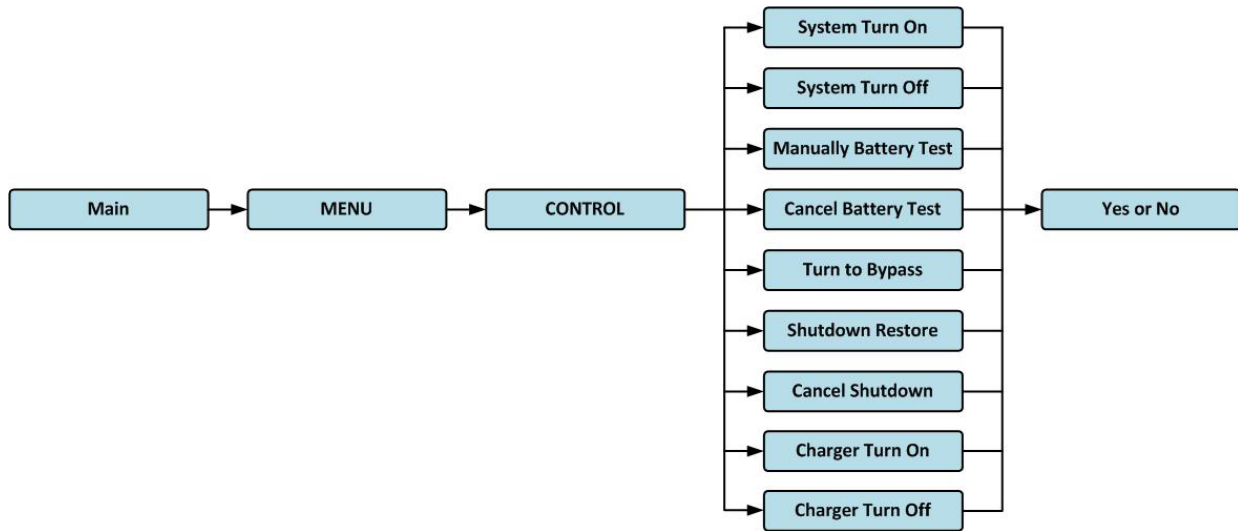 Main
MENU
CONTROL
System Turn On
System Turn Off
Manually Battery Test
Cancel Battery Test
Turn to Bypass
Shutdown Restore
Cancel Shutdown
Charger Turn On
Charger Turn Off
Yes or No